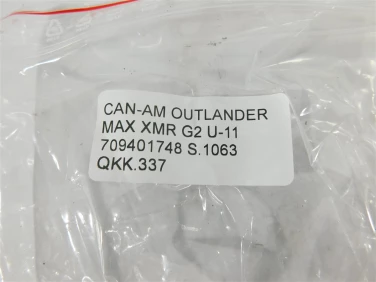 CAN-AM OUTLANDER
MAX XMR G2 U-11
709401748 S.1063
QKK.337